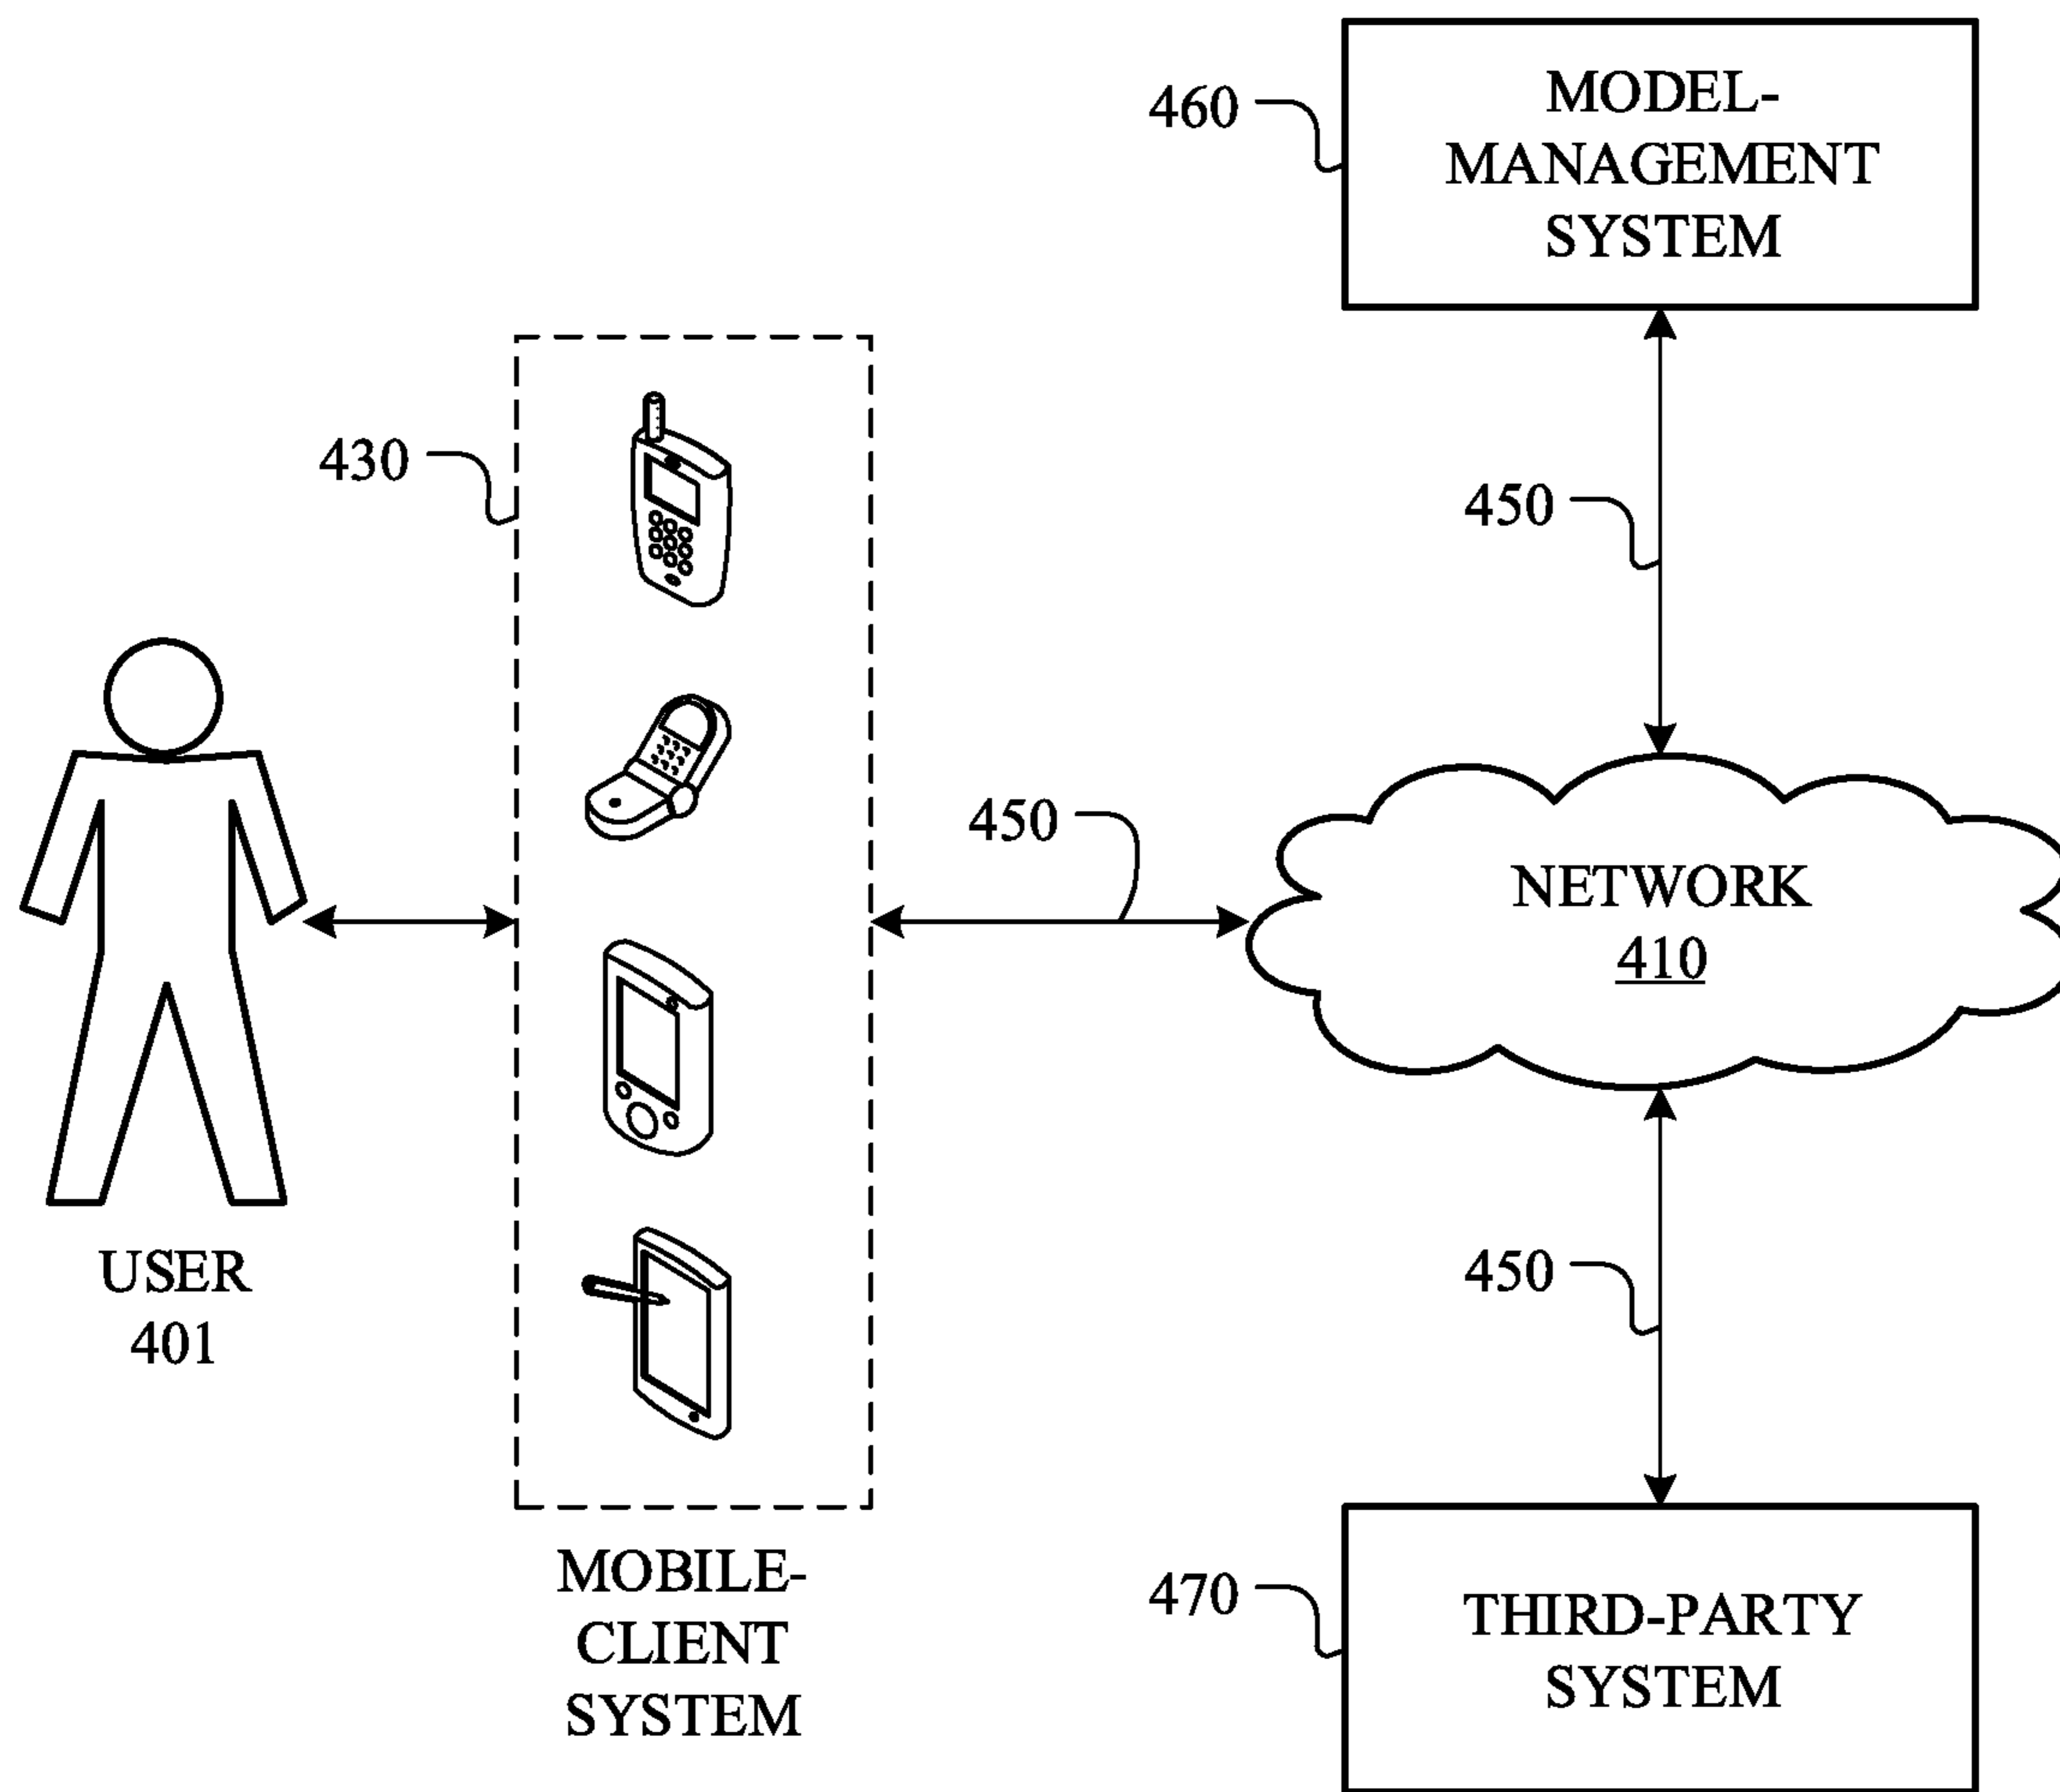 460
MODEL-
MANAGEMENT
SYSTEM
430
450
450
NETWORK
410
USER
401
450
MOBILE-
CLIENT
SYSTEM
470
THIRD-PARTY
SYSTEM